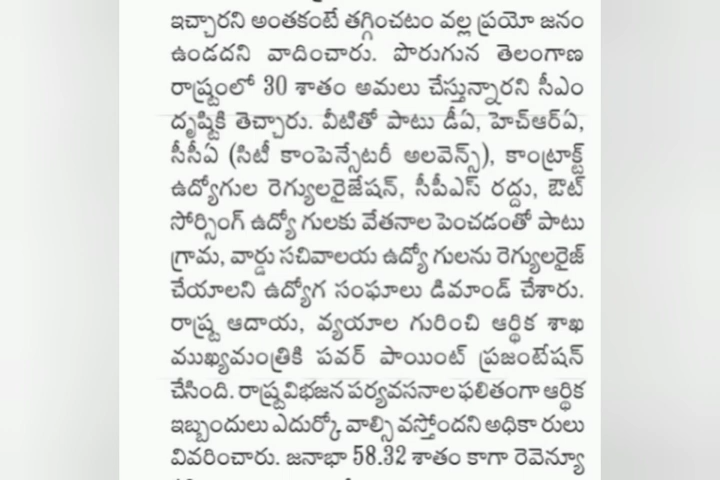 ఇచ్చారని అంతకంటే తగ్గించటం వల్ల ప్రయో జనం
ఉండదని వాదించారు. పొరుగున తెలంగాణ
రాష్ట్రంలో 30 శాతం అమలు చేస్తున్నారని సీఎం
దృష్టికి తెచ్చారు. వీటితో పాటు డీఏ, హెచ్ఆర్ఏ,
సీసీఏ (సిటీ కాంపెన్సేటరీ అలవెన్స్), కాంట్రాక్ట్
ఉద్యోగుల రెగ్యులరైజేషన్, సీపీఎస్ రద్దు, ఔట్
సోర్సింగ్ ఉద్యో గులకు వేతనాల పెంచడంతో పాటు
గ్రామ, వార్డు సచివాలయ ఉద్యో గులను రెగ్యులరైజ్
చేయాలని ఉద్యోగ సంఘాలు డిమాండ్ చేశారు.
రాష్ట్ర ఆదాయ, వ్యయాల గురించి ఆర్థిక శాఖ
ముఖ్యమంత్రికి పవర్ పాయింట్ ప్రజంటేషన్
చేసింది. రాష్ట్రవిభజన పర్యవసనాల ఫలితంగా ఆర్థిక
ఇబ్బందులు ఎదుర్కో వాల్సి వస్తోందని అధికా రులు
వివరించారు. జనాభా 58.32 శాతం కాగా రెవెన్యూ